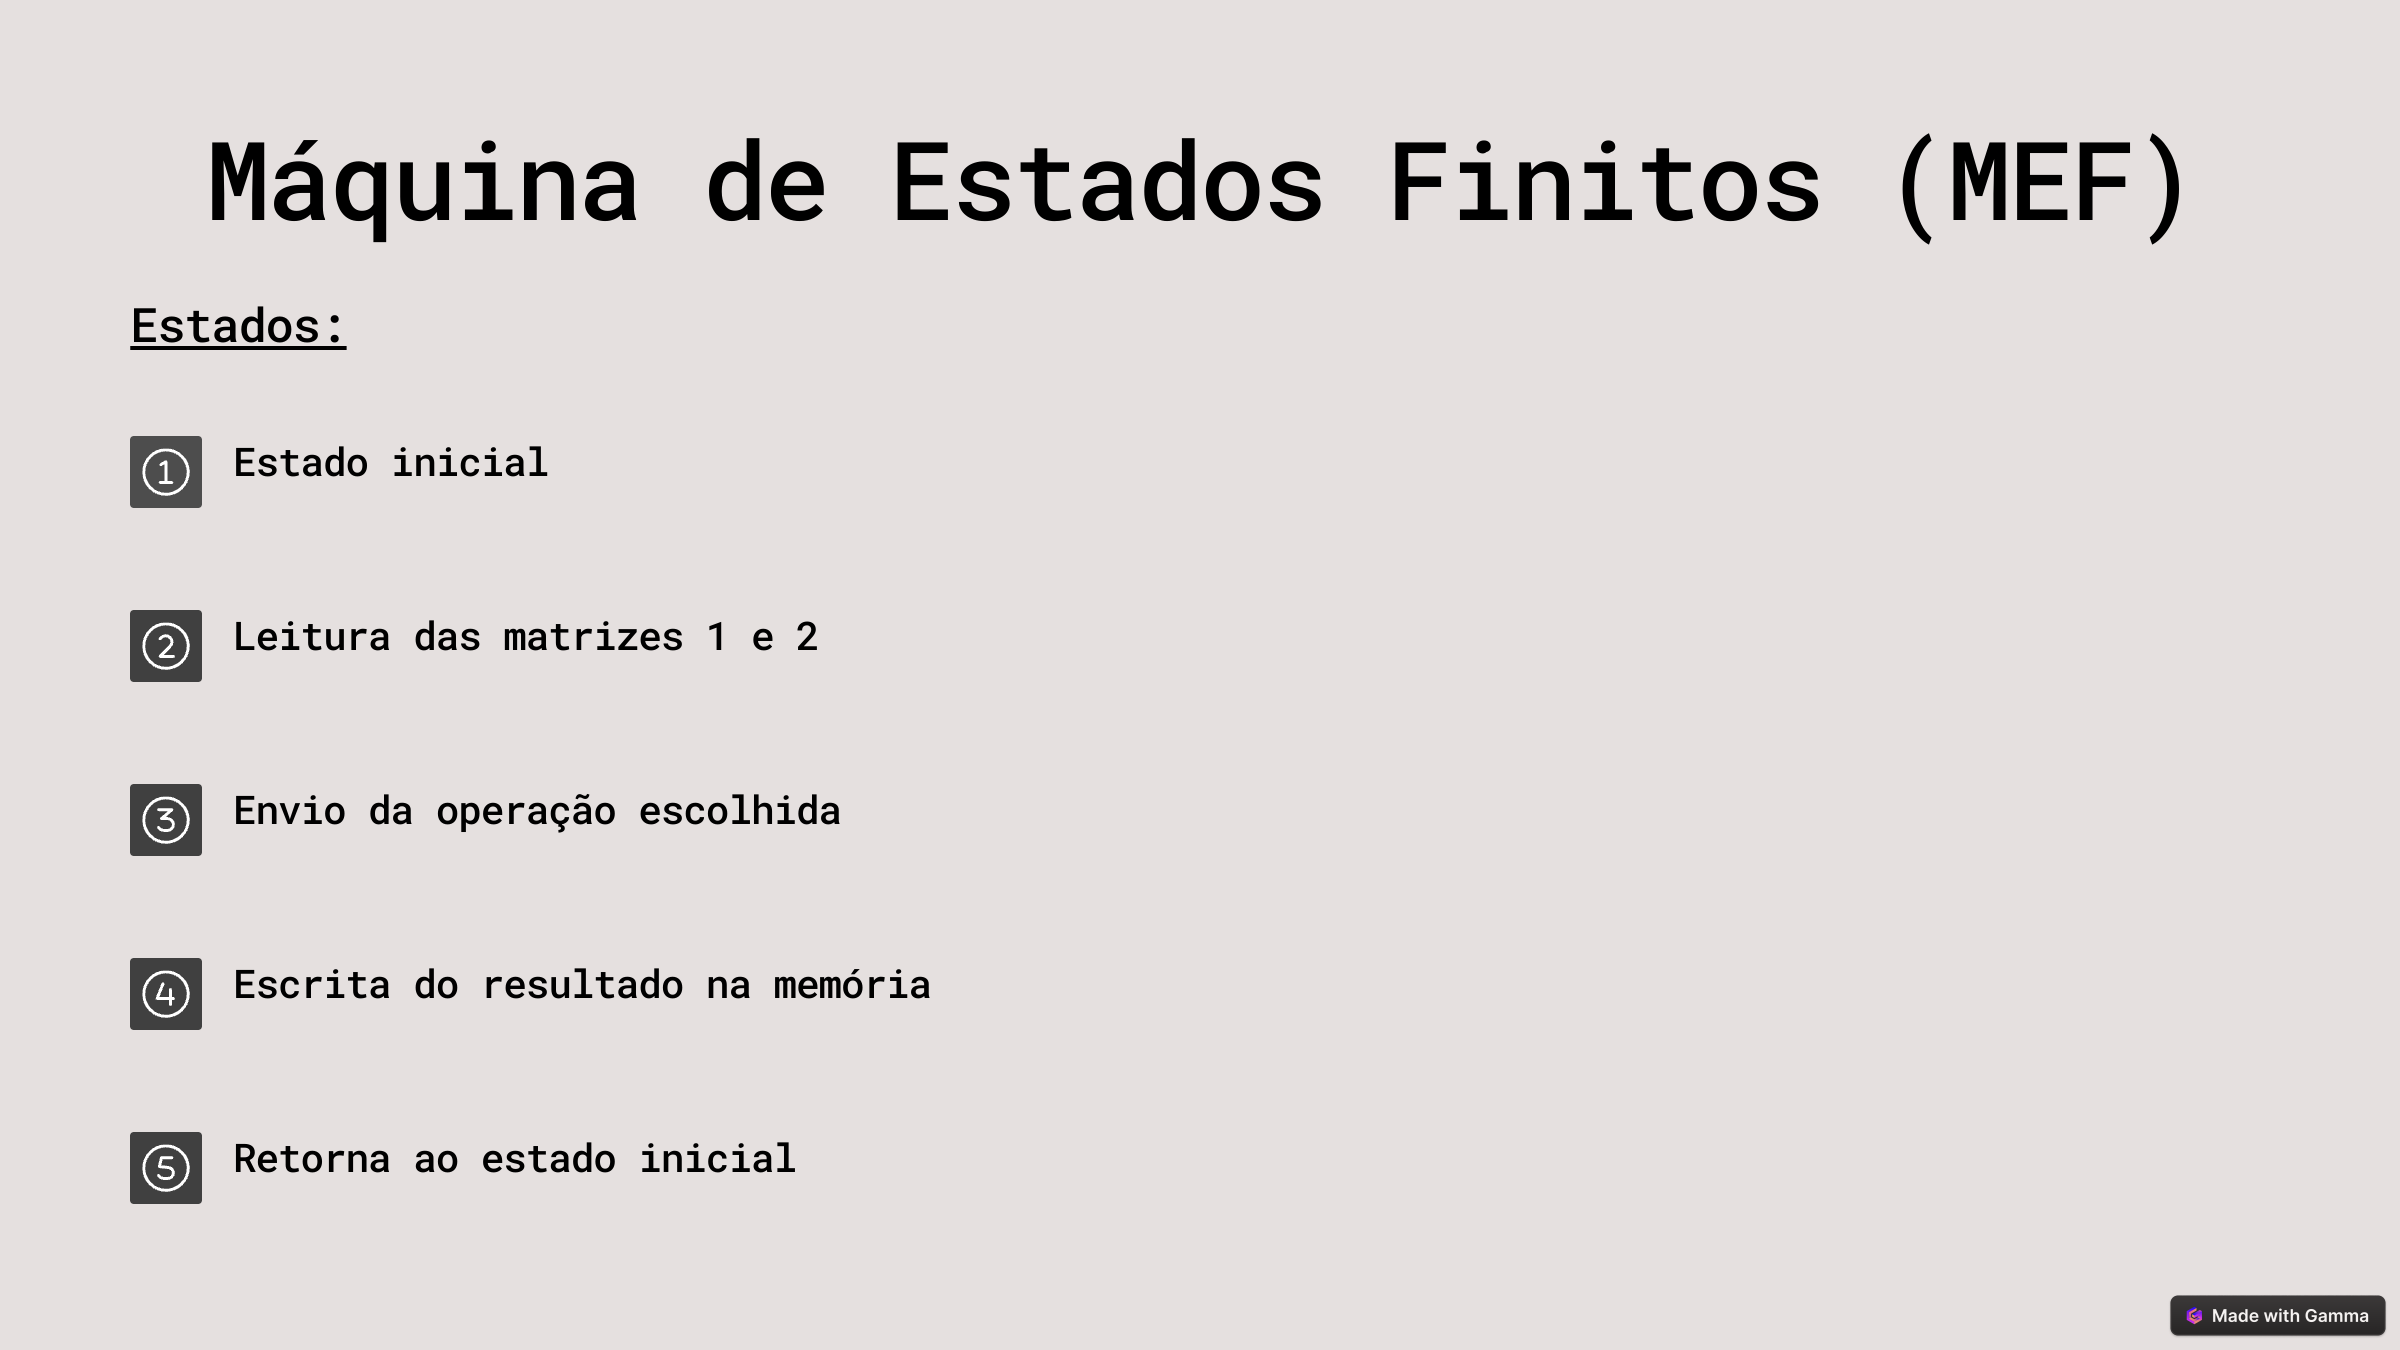 Máquina de Estados Finitos (MEF)
Estados:
1 Estado inicial
2 Leitura das matrizes 1 e 2
3 Envio da operação escolhida
4 Escrita do resultado na memória
5 Retorna ao estado inicial
Made with Gamma